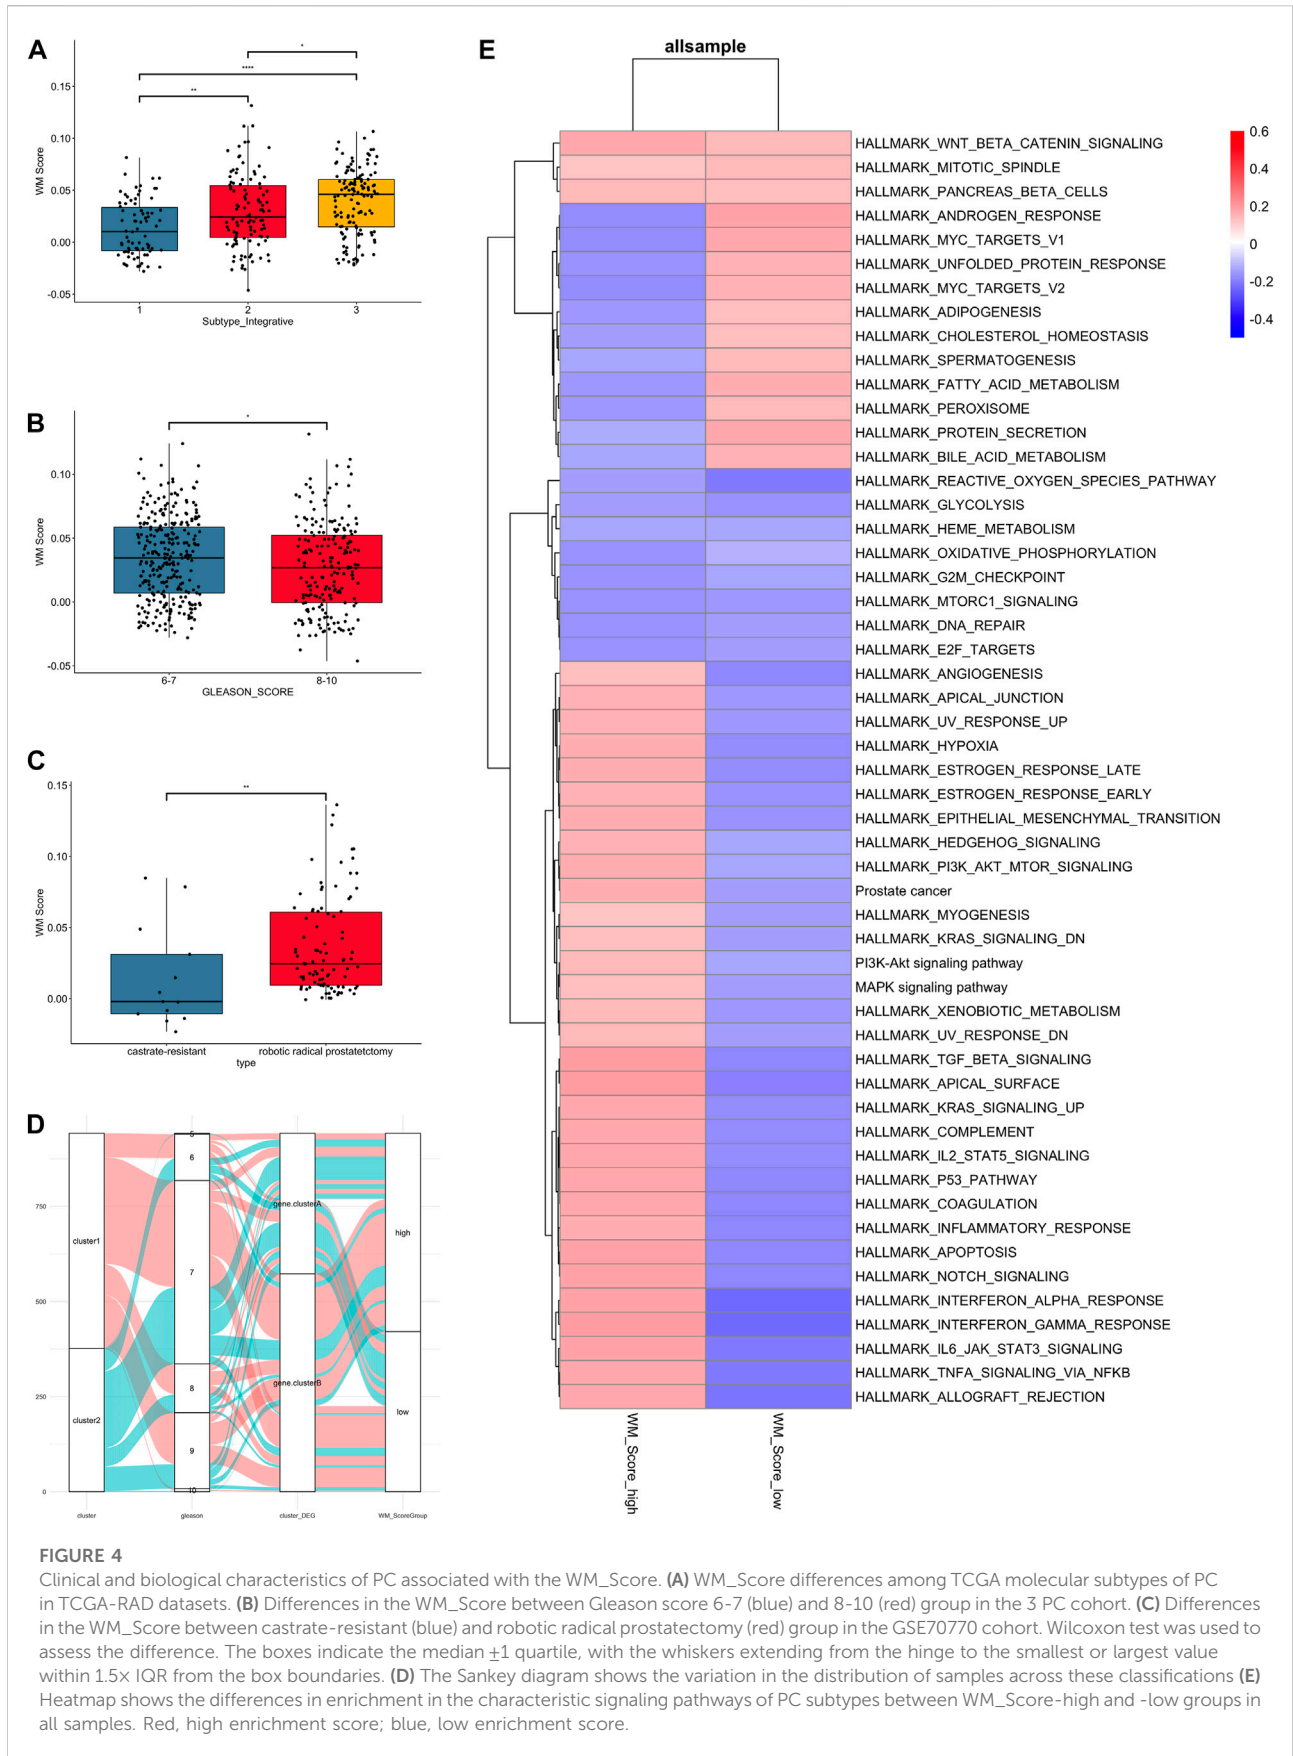 A
*
****
**
0.15
0.10
0.05
0.00
-0.05
WM Score
1
2
3
Subtype_Integrative
B
*
0.10
0.05
0.00
-0.05
WM Score
6-7
8-10
GLEASON_SCORE
C
**
0.15
0.10
0.05
0.00
WM Score
castrate-resistant
robotic radical prostatetctomy
type
D
750
500
250
0
cluster1
cluster2
5
6
7
8
9
10
gene.clusterA
gene.clusterB
high
low
cluster
gleason
cluster_DEG
WM_ScoreGroup
E
allsample
HALLMARK_WNT_BETA_CATENIN_SIGNALING
HALLMARK_MITOTIC_SPINDLE
HALLMARK_PANCREAS_BETA_CELLS
HALLMARK_ANDROGEN_RESPONSE
HALLMARK_MYC_TARGETS_V1
HALLMARK_UNFOLDED_PROTEIN_RESPONSE
HALLMARK_MYC_TARGETS_V2
HALLMARK_ADIPOGENESIS
HALLMARK_CHOLESTEROL_HOMEOSTASIS
HALLMARK_SPERMATOGENESIS
HALLMARK_FATTY_ACID_METABOLISM
HALLMARK_PEROXISOME
HALLMARK_PROTEIN_SECRETION
HALLMARK_BILE_ACID_METABOLISM
HALLMARK_REACTIVE_OXYGEN_SPECIES_PATHWAY
HALLMARK_GLYCOLYSIS
HALLMARK_HEME_METABOLISM
HALLMARK_OXIDATIVE_PHOSPHORYLATION
HALLMARK_G2M_CHECKPOINT
HALLMARK_MTORC1_SIGNALING
HALLMARK_DNA_REPAIR
HALLMARK_E2F_TARGETS
HALLMARK_ANGIOGENESIS
HALLMARK_APICAL_JUNCTION
HALLMARK_UV_RESPONSE_UP
HALLMARK_HYPOXIA
HALLMARK_ESTROGEN_RESPONSE_LATE
HALLMARK_ESTROGEN_RESPONSE_EARLY
HALLMARK_EPITHELIAL_MESENCHYMAL_TRANSITION
HALLMARK_HEDGEHOG_SIGNALING
HALLMARK_PI3K_AKT_MTOR_SIGNALING
Prostate cancer
HALLMARK_MYOGENESIS
HALLMARK_KRAS_SIGNALING_DN
PI3K-Akt signaling pathway
MAPK signaling pathway
HALLMARK_XENOBIOTIC_METABOLISM
HALLMARK_UV_RESPONSE_DN
HALLMARK_TGF_BETA_SIGNALING
HALLMARK_APICAL_SURFACE
HALLMARK_KRAS_SIGNALING_UP
HALLMARK_COMPLEMENT
HALLMARK_IL2_STAT5_SIGNALING
HALLMARK_P53_PATHWAY
HALLMARK_COAGULATION
HALLMARK_INFLAMMATORY_RESPONSE
HALLMARK_APOPTOSIS
HALLMARK_NOTCH_SIGNALING
HALLMARK_INTERFERON_ALPHA_RESPONSE
HALLMARK_INTERFERON_GAMMA_RESPONSE
HALLMARK_IL6_JAK_STAT3_SIGNALING
HALLMARK_TNFA_SIGNALING_VIA_NFKB
HALLMARK_ALLOGRAFT_REJECTION
WM_Score_high
WM_Score_low
0.6
0.4
0.2
0
-0.2
-0.4
FIGURE 4
Clinical and biological characteristics of PC associated with the WM_Score. (A) WM_Score differences among TCGA molecular subtypes of PC
in TCGA-RAD datasets. (B) Differences in the WM_Score between Gleason score 6-7 (blue) and 8-10 (red) group in the 3 PC cohort. (C) Differences
in the WM_Score between castrate-resistant (blue) and robotic radical prostatectomy (red) group in the GSE70770 cohort. Wilcoxon test was used to
assess the difference. The boxes indicate the median ±1 quartile, with the whiskers extending from the hinge to the smallest or largest value
within 1.5× IQR from the box boundaries. (D) The Sankey diagram shows the variation in the distribution of samples across these classifications (E)
Heatmap shows the differences in enrichment in the characteristic signaling pathways of PC subtypes between WM_Score-high and -low groups in
all samples. Red, high enrichment score; blue, low enrichment score.